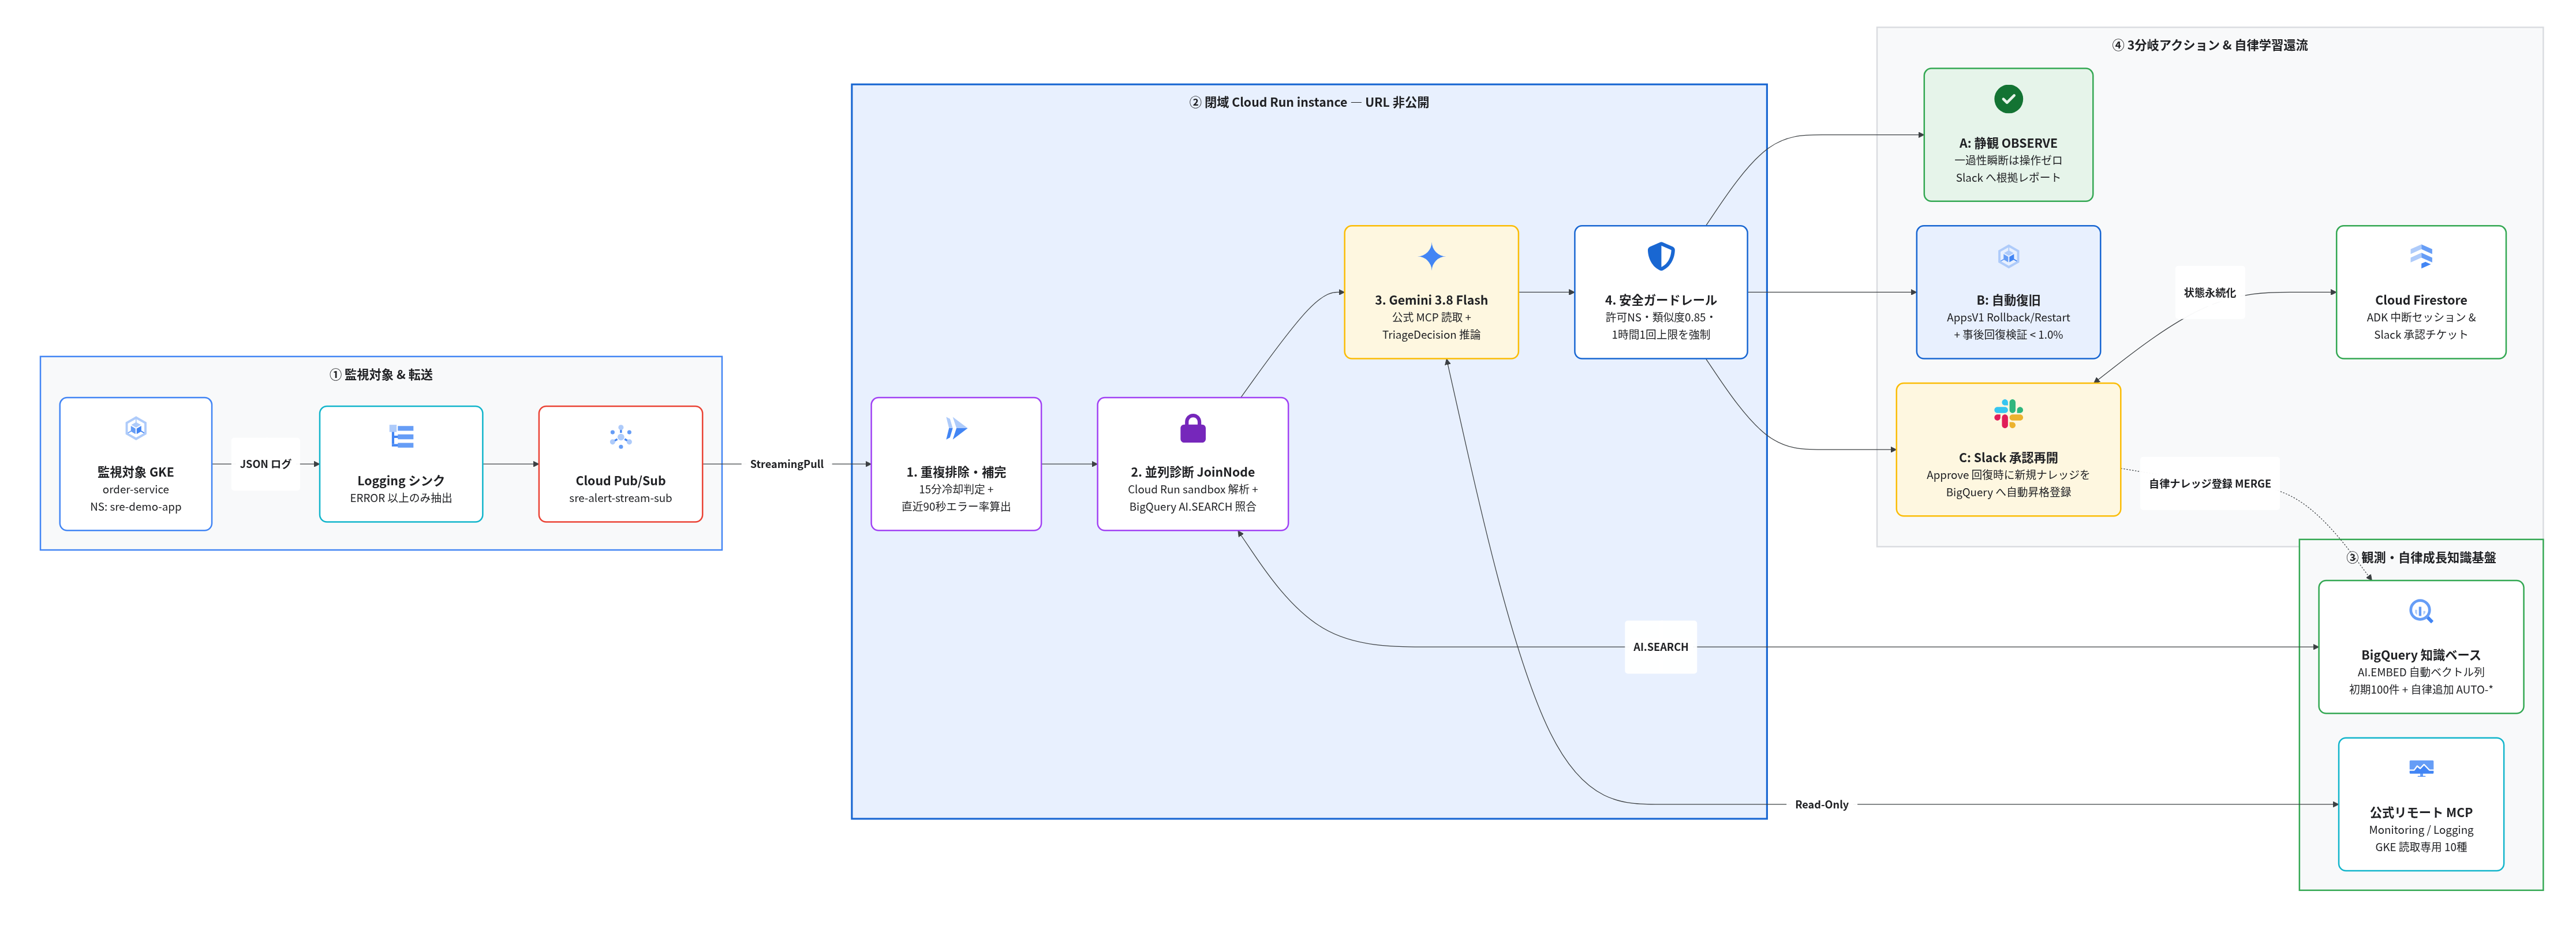 ① 監視対象 & 転送
監視対象 GKE
order-service
NS: sre-demo-app
JSON ログ
Logging シンク
ERROR 以上のみ抽出
Cloud Pub/Sub
sre-alert-stream-sub
StreamingPull
② 閉域 Cloud Run instance — URL 非公開
1. 重複排除・補完
15分冷却判定 +
直近90秒エラー率算出
2. 並列診断 JoinNode
Cloud Run sandbox 解析 +
BigQuery AI.SEARCH 照合
3. Gemini 3.8 Flash
公式 MCP 読取 +
TriageDecision 推論
4. 安全ガードレール
許可NS・類似度0.85・
1時間1回上限を強制
AI.SEARCH
Read-Only
④ 3分岐アクション & 自律学習還流
A: 静観 OBSERVE
一過性瞬断は操作ゼロ
Slack へ根拠レポート
B: 自動復旧
AppsV1 Rollback/Restart
+ 事後回復検証 < 1.0%
C: Slack 承認再開
Approve 回復時に新規ナレッジを
BigQuery へ自動昇格登録
状態永続化
Cloud Firestore
ADK 中断セッション &
Slack 承認チケット
自律ナレッジ登録 MERGE
③ 観測・自律成長知識基盤
BigQuery 知識ベース
AI.EMBED 自動ベクトル列
初期100件 + 自律追加 AUTO-*
公式リモート MCP
Monitoring / Logging
GKE 読取専用 10種